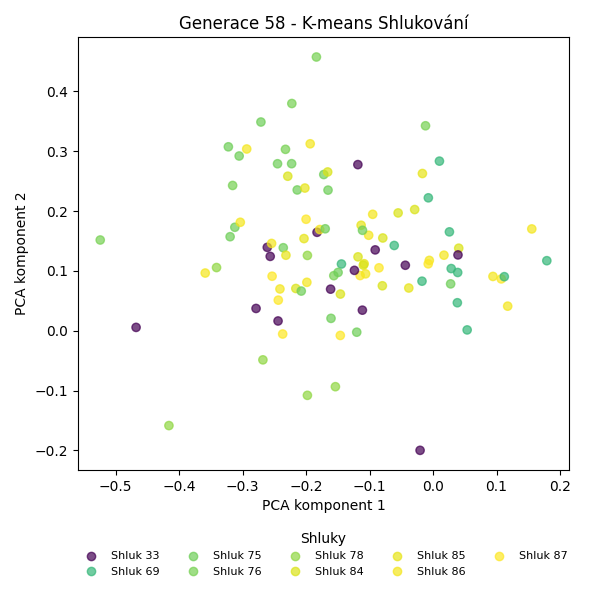 Generace 58 - K-means Shlukování
PCA komponent 2
0.4
0.3
0.2
0.1
0.0
−0.1
−0.2
−0.5 −0.4 −0.3 −0.2 −0.1 0.0 0.1 0.2
PCA komponent 1
Shluky
Shluk 33 Shluk 75 Shluk 78 Shluk 85 Shluk 87
Shluk 69 Shluk 76 Shluk 84 Shluk 86